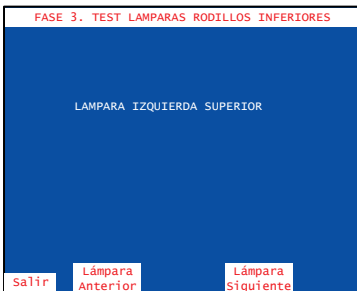 FASE 3. TEST LAMPARAS RODILLOS INFERIORES
LAMPARA IZQUIERDA SUPERIOR
Salir
Lámpara
Anterior
Lámpara
Siguiente